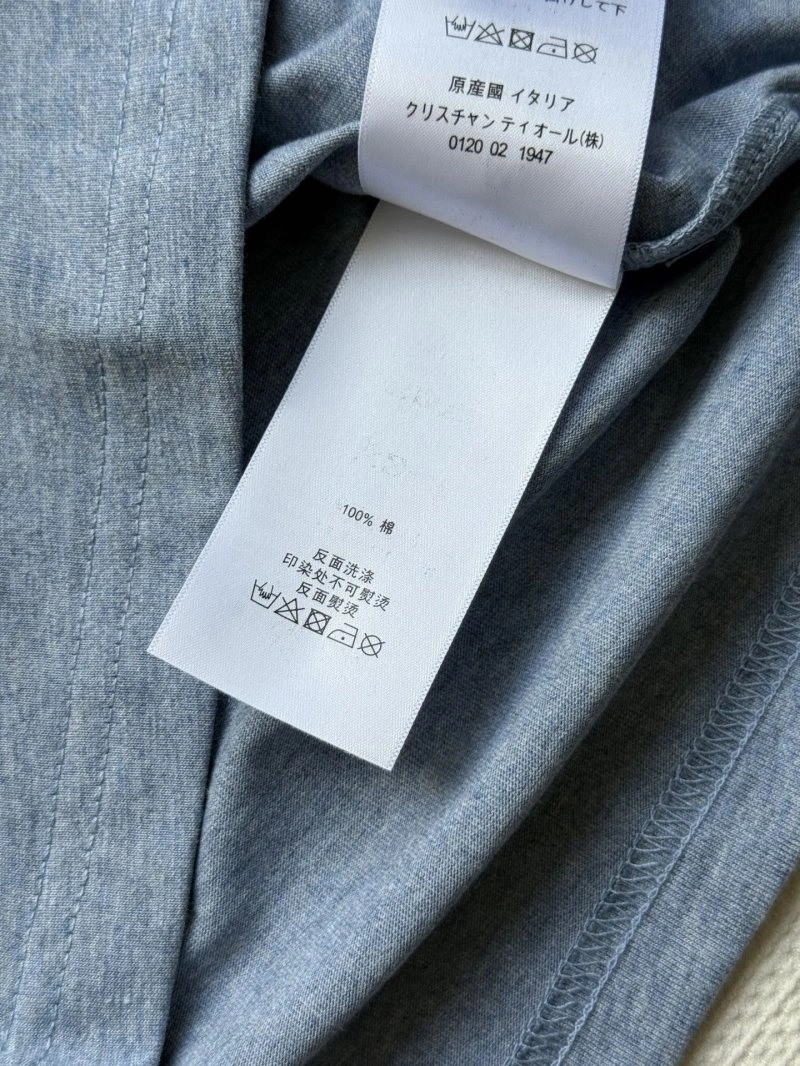 原産國 イタリア
クリスチャン ティオール(株)
0120 02 1947
100% 棉
反面洗涤
印染处不可熨烫
反面熨烫